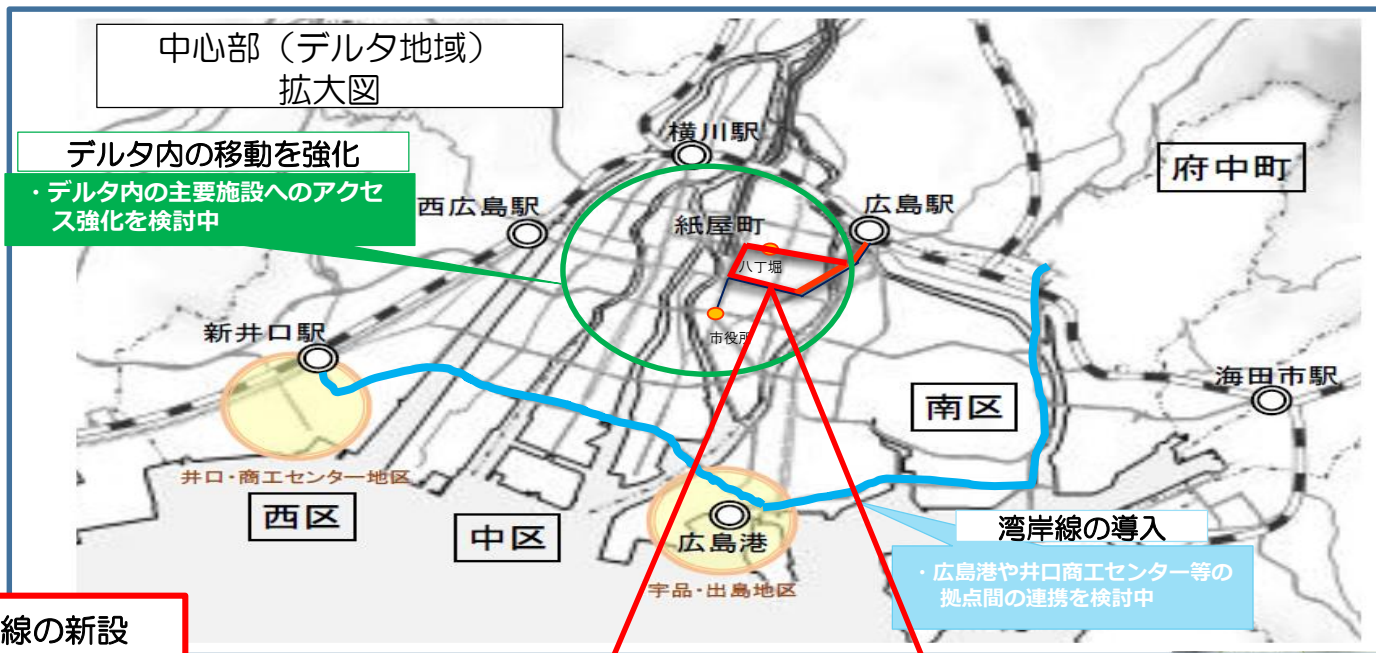 中心部（デルタ地域）
拡大図
デルタ内の移動を強化
・デルタ内の主要施設へのアクセ
ス強化を検討中
横川駅
府中町
西広島駅
紙屋町
広島駅
八丁堀
市役所
新井口駅
海田市駅
南区
井口・商工センター地区
西区
中区
広島港
宇品・出島地区
湾岸線の導入
・広島港や井口商工センター等の
拠点間の連携を検討中
線の新設